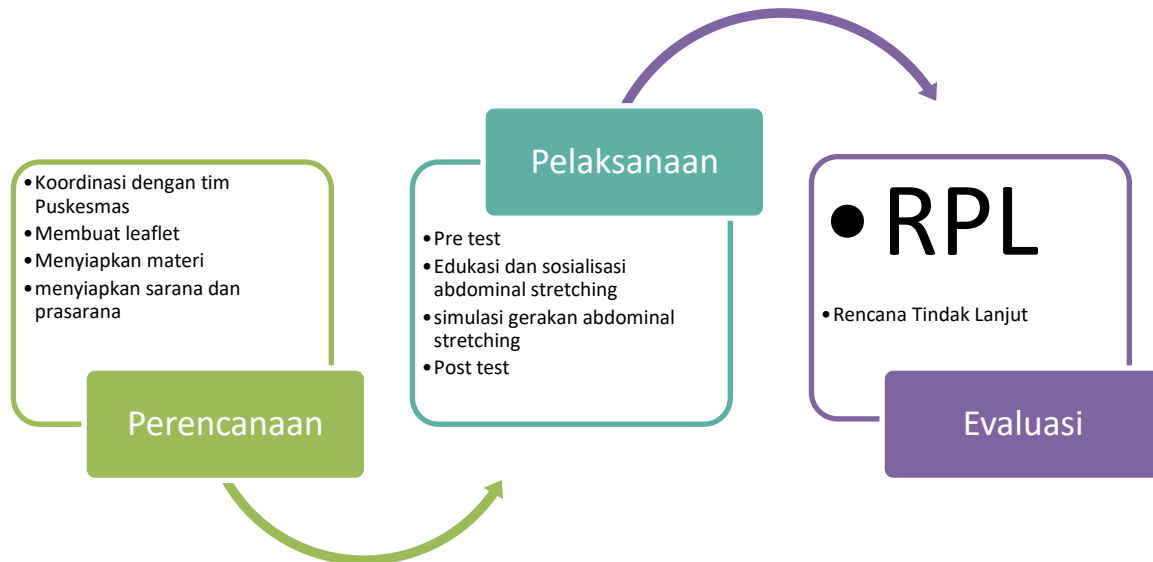 •Koordinasi dengan tim
Puskesmas
•Membuat leaflet
•Menyiapkan materi
•menyiapkan sarana dan
prasarana
Perencanaan
Pelaksanaan
•Pre test
•Edukasi dan sosialisasi
abdominal stretching
•simulasi gerakan abdominal
stretching
•Post test
•RPL
•Rencana Tindak Lanjut
Evaluasi